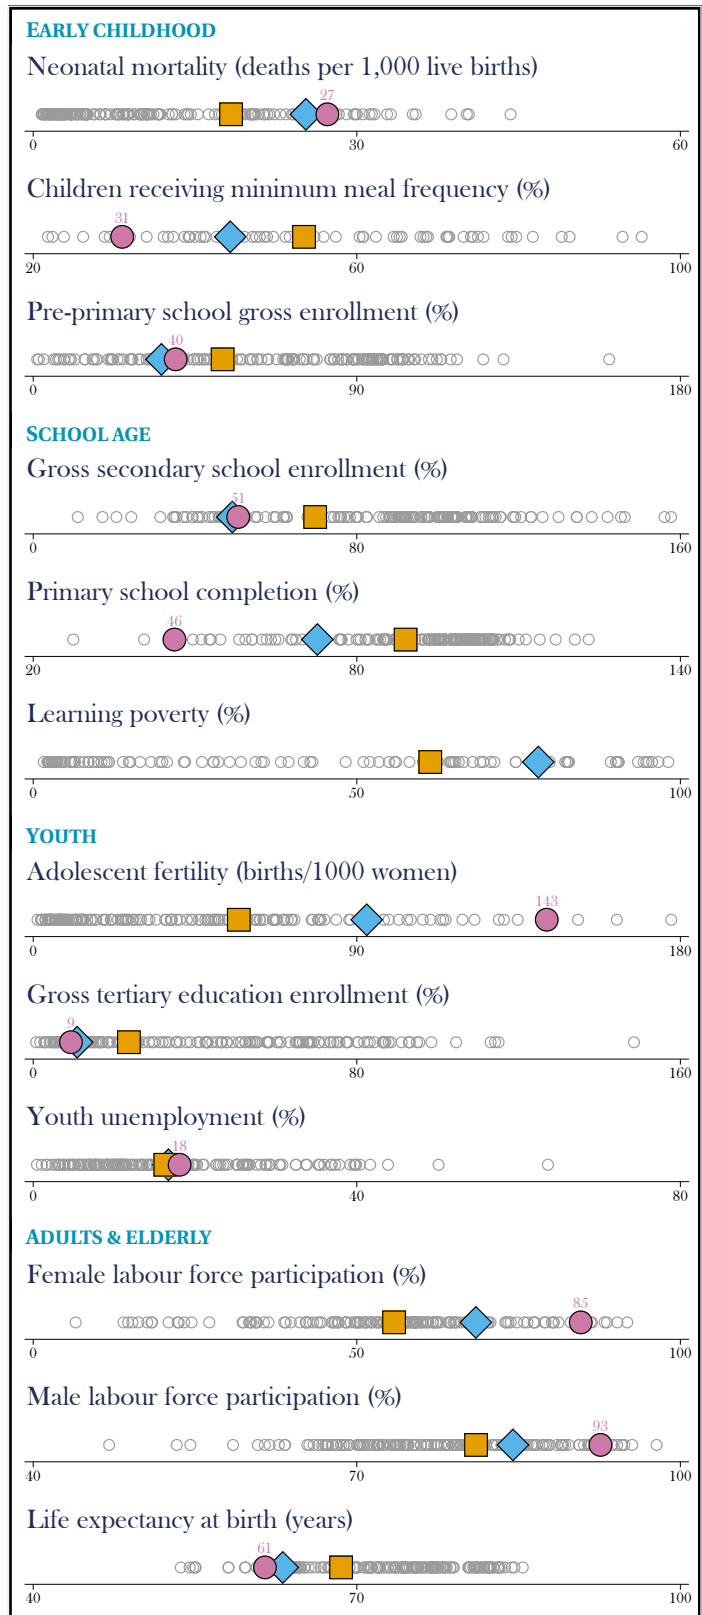 EARLY CHILDHOOD
Neonatal mortality (deaths per 1,000 live births)
27
0 30 60
Children receiving minimum meal frequency (%)
31
20 60 100
Pre-primary school gross enrollment (%)
40
0 90 180
SCHOOL AGE
Gross secondary school enrollment (%)
51
0 80 160
Primary school completion (%)
46
20 80 140
Learning poverty (%)
0 50 100
YOUTH
Adolescent fertility (births/1000 women)
143
0 90 180
Gross tertiary education enrollment (%)
9
0 80 160
Youth unemployment (%)
18
0 40 80
ADULTS & ELDERLY
Female labour force participation (%)
85
0 50 100
Male labour force participation (%)
93
40 70 100
Life expectancy at birth (years)
61
40 70 100